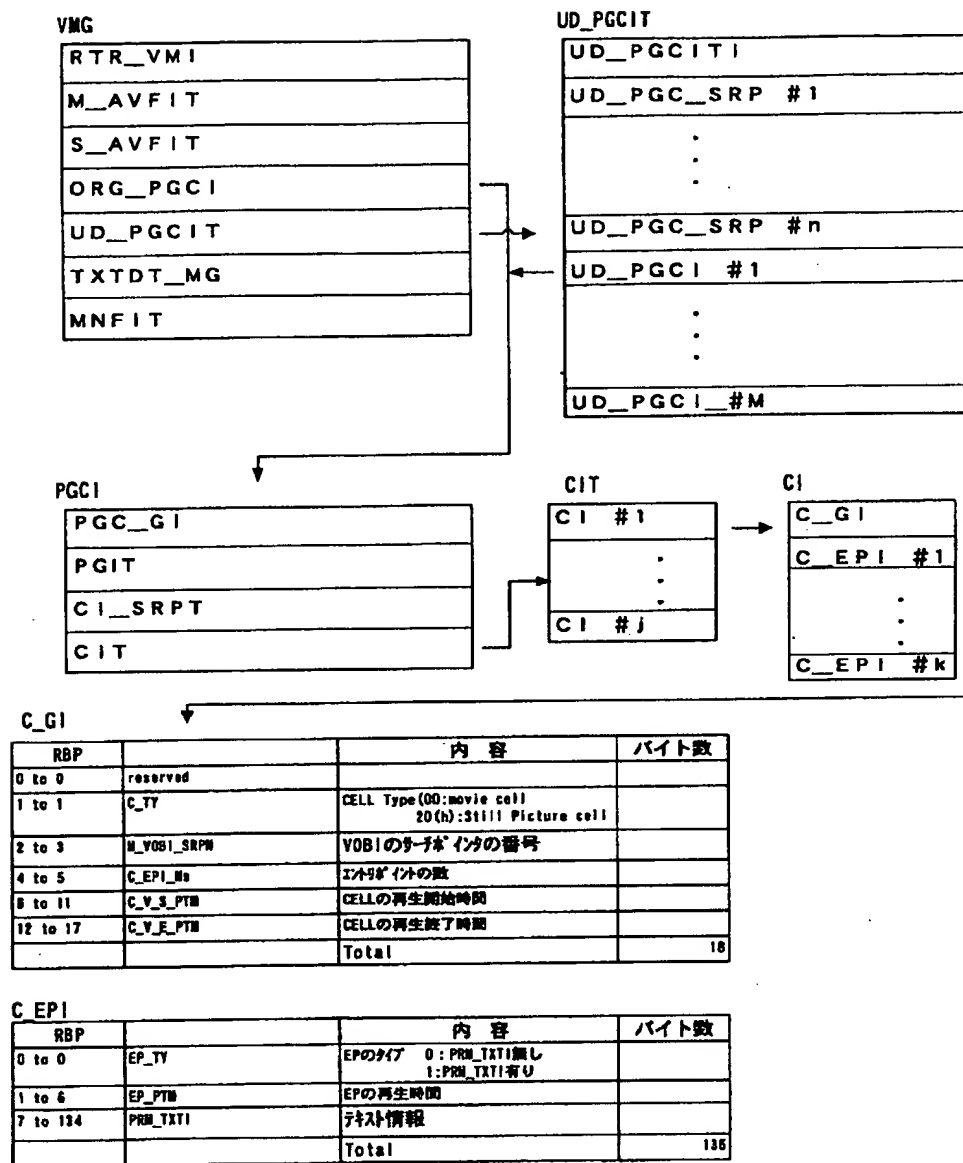 VMG
RTR_VMI
M_AVFIT
S_AVFIT
ORG_PGCI
UD_PGCIT
TXTDT_MG
MNFIT
UD_PGCIT
UD_PGCITI
UD_PGC_SRP #1
UD_PGC_SRP #n
UD_PGCI #1
UD_PGCI_#M
PGCI
PGC_GI
PGIT
CI_SRPT
CIT
CIT
CI #1
CI #j
CI
C_GI
C_EPI #1
C_EPI #k
C_GI
RBP 内 容 バイト数
0 to 0 reserved
1 to 1 C_TY CELL Type(00:movie cell
20(h):Still Picture cell
2 to 3 M_VOBI_SRPN VOBIのサーチポインタの番号
4 to 5 C_EPI_Ns エントリポイントの数
6 to 11 C_V_S_PTM CELLの再生開始時間
12 to 17 C_V_E_PTM CELLの再生終了時間
Total 18
C_EPI
RBP 内 容 バイト数
0 to 0 EP_TY EPのタイプ 0:PRM_TXTI無し
1:PRM_TXTI有り
1 to 6 EP_PTM EPの再生時間
7 to 134 PRM_TXTI テキスト情報
Total 135